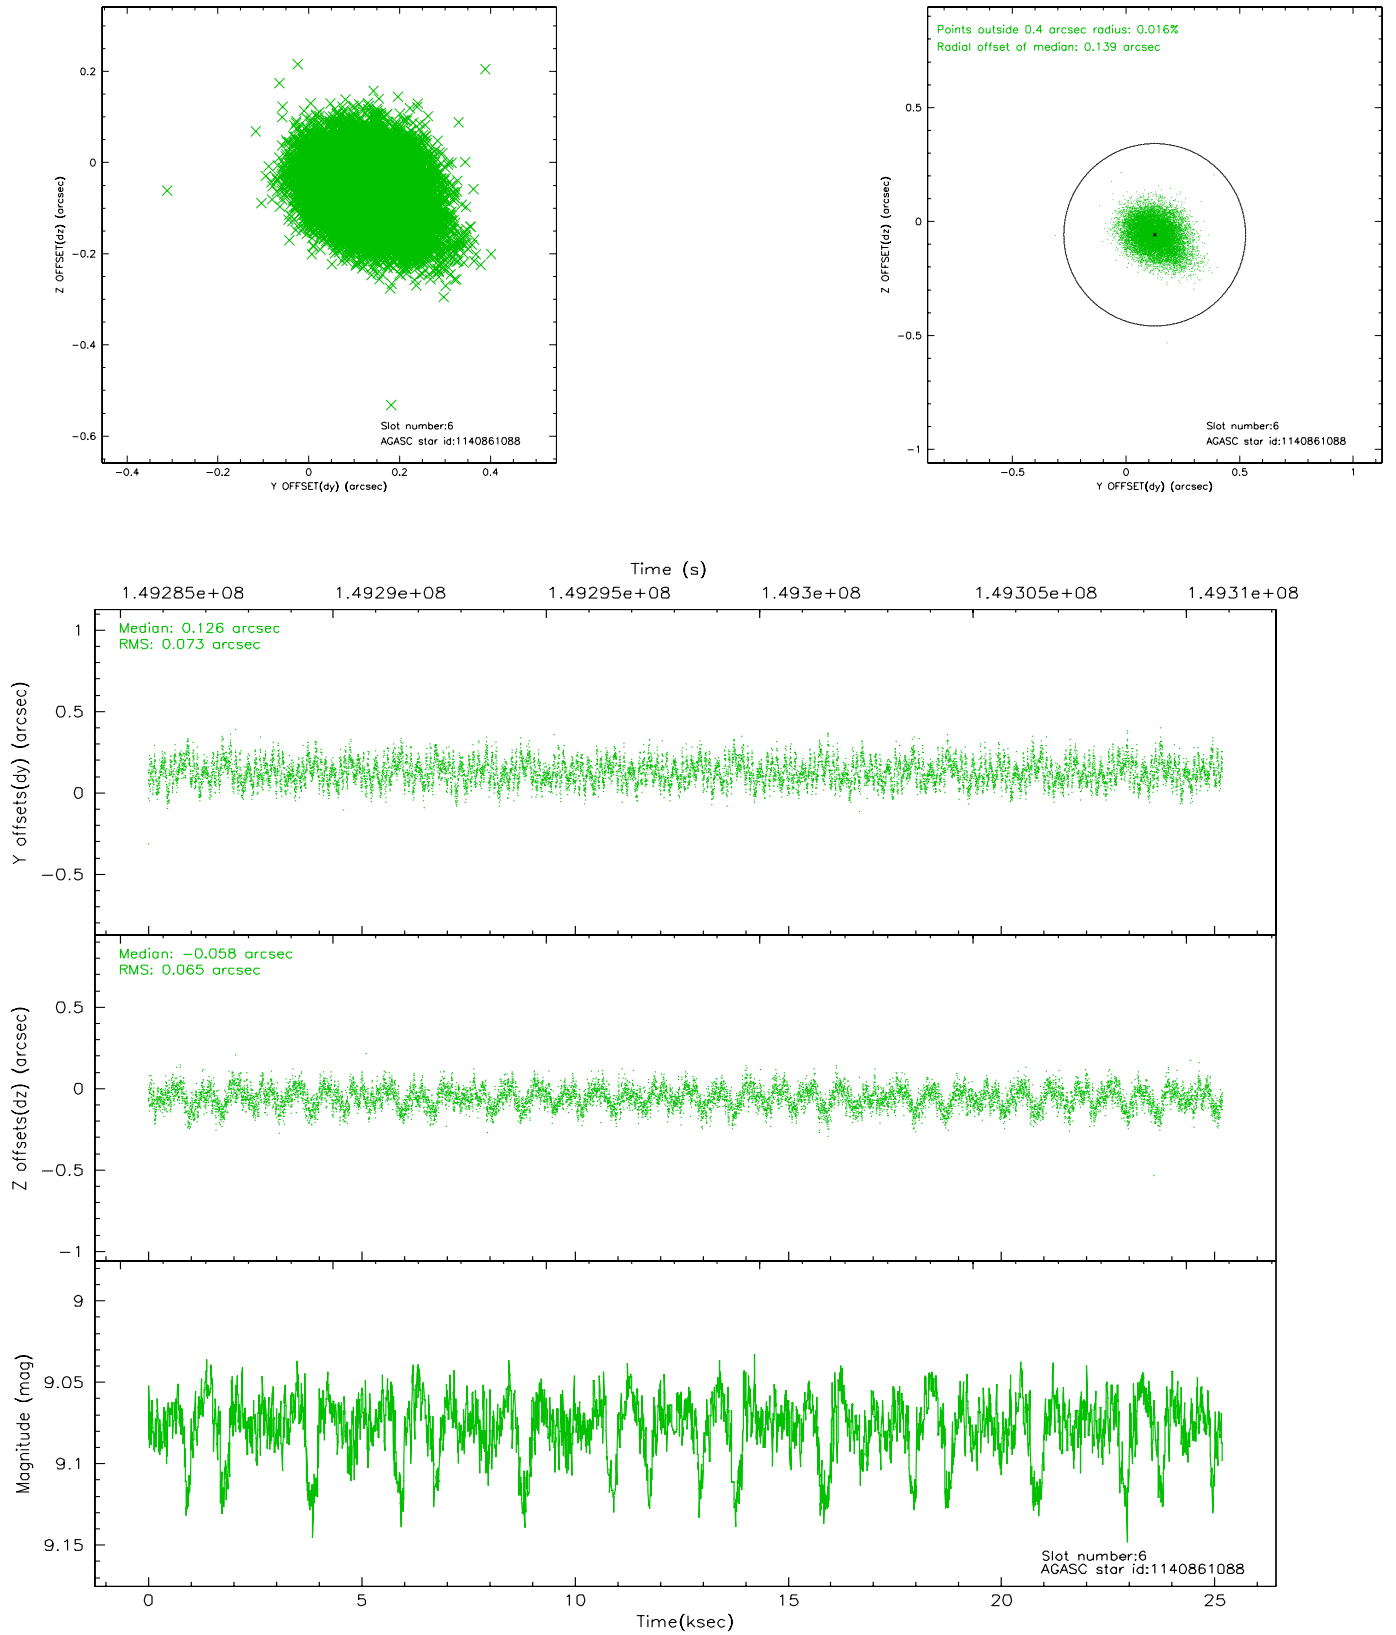 0.2
0
−0.2
−0.4
−0.6
Z OFFSET(dz) (arcsec)
−0.4 −0.2 0 0.2 0.4
Y OFFSET(dy) (arcsec)
Slot number:6
AGASC star id:1140861088
Points outside 0.4 arcsec radius: 0.016%
Radial offset of median: 0.139 arcsec
0.5
0
−0.5
−1
Z OFFSET(dz) (arcsec)
−0.5 0 0.5 1
Y OFFSET(dy) (arcsec)
Slot number:6
AGASC star id:1140861088
Time (s)
1.49285e+08 1.4929e+08 1.49295e+08 1.493e+08 1.49305e+08 1.4931e+08
Median: 0.126 arcsec
RMS: 0.073 arcsec
1
0.5
0
−0.5
Y offsets(dy) (arcsec)
Median: −0.058 arcsec
RMS: 0.065 arcsec
0.5
0
−0.5
−1
Z offsets(dz) (arcsec)
9
9.05
9.1
9.15
Magnitude (mag)
Slot number:6
AGASC star id:1140861088
0 5 10 15 20 25
Time(ksec)